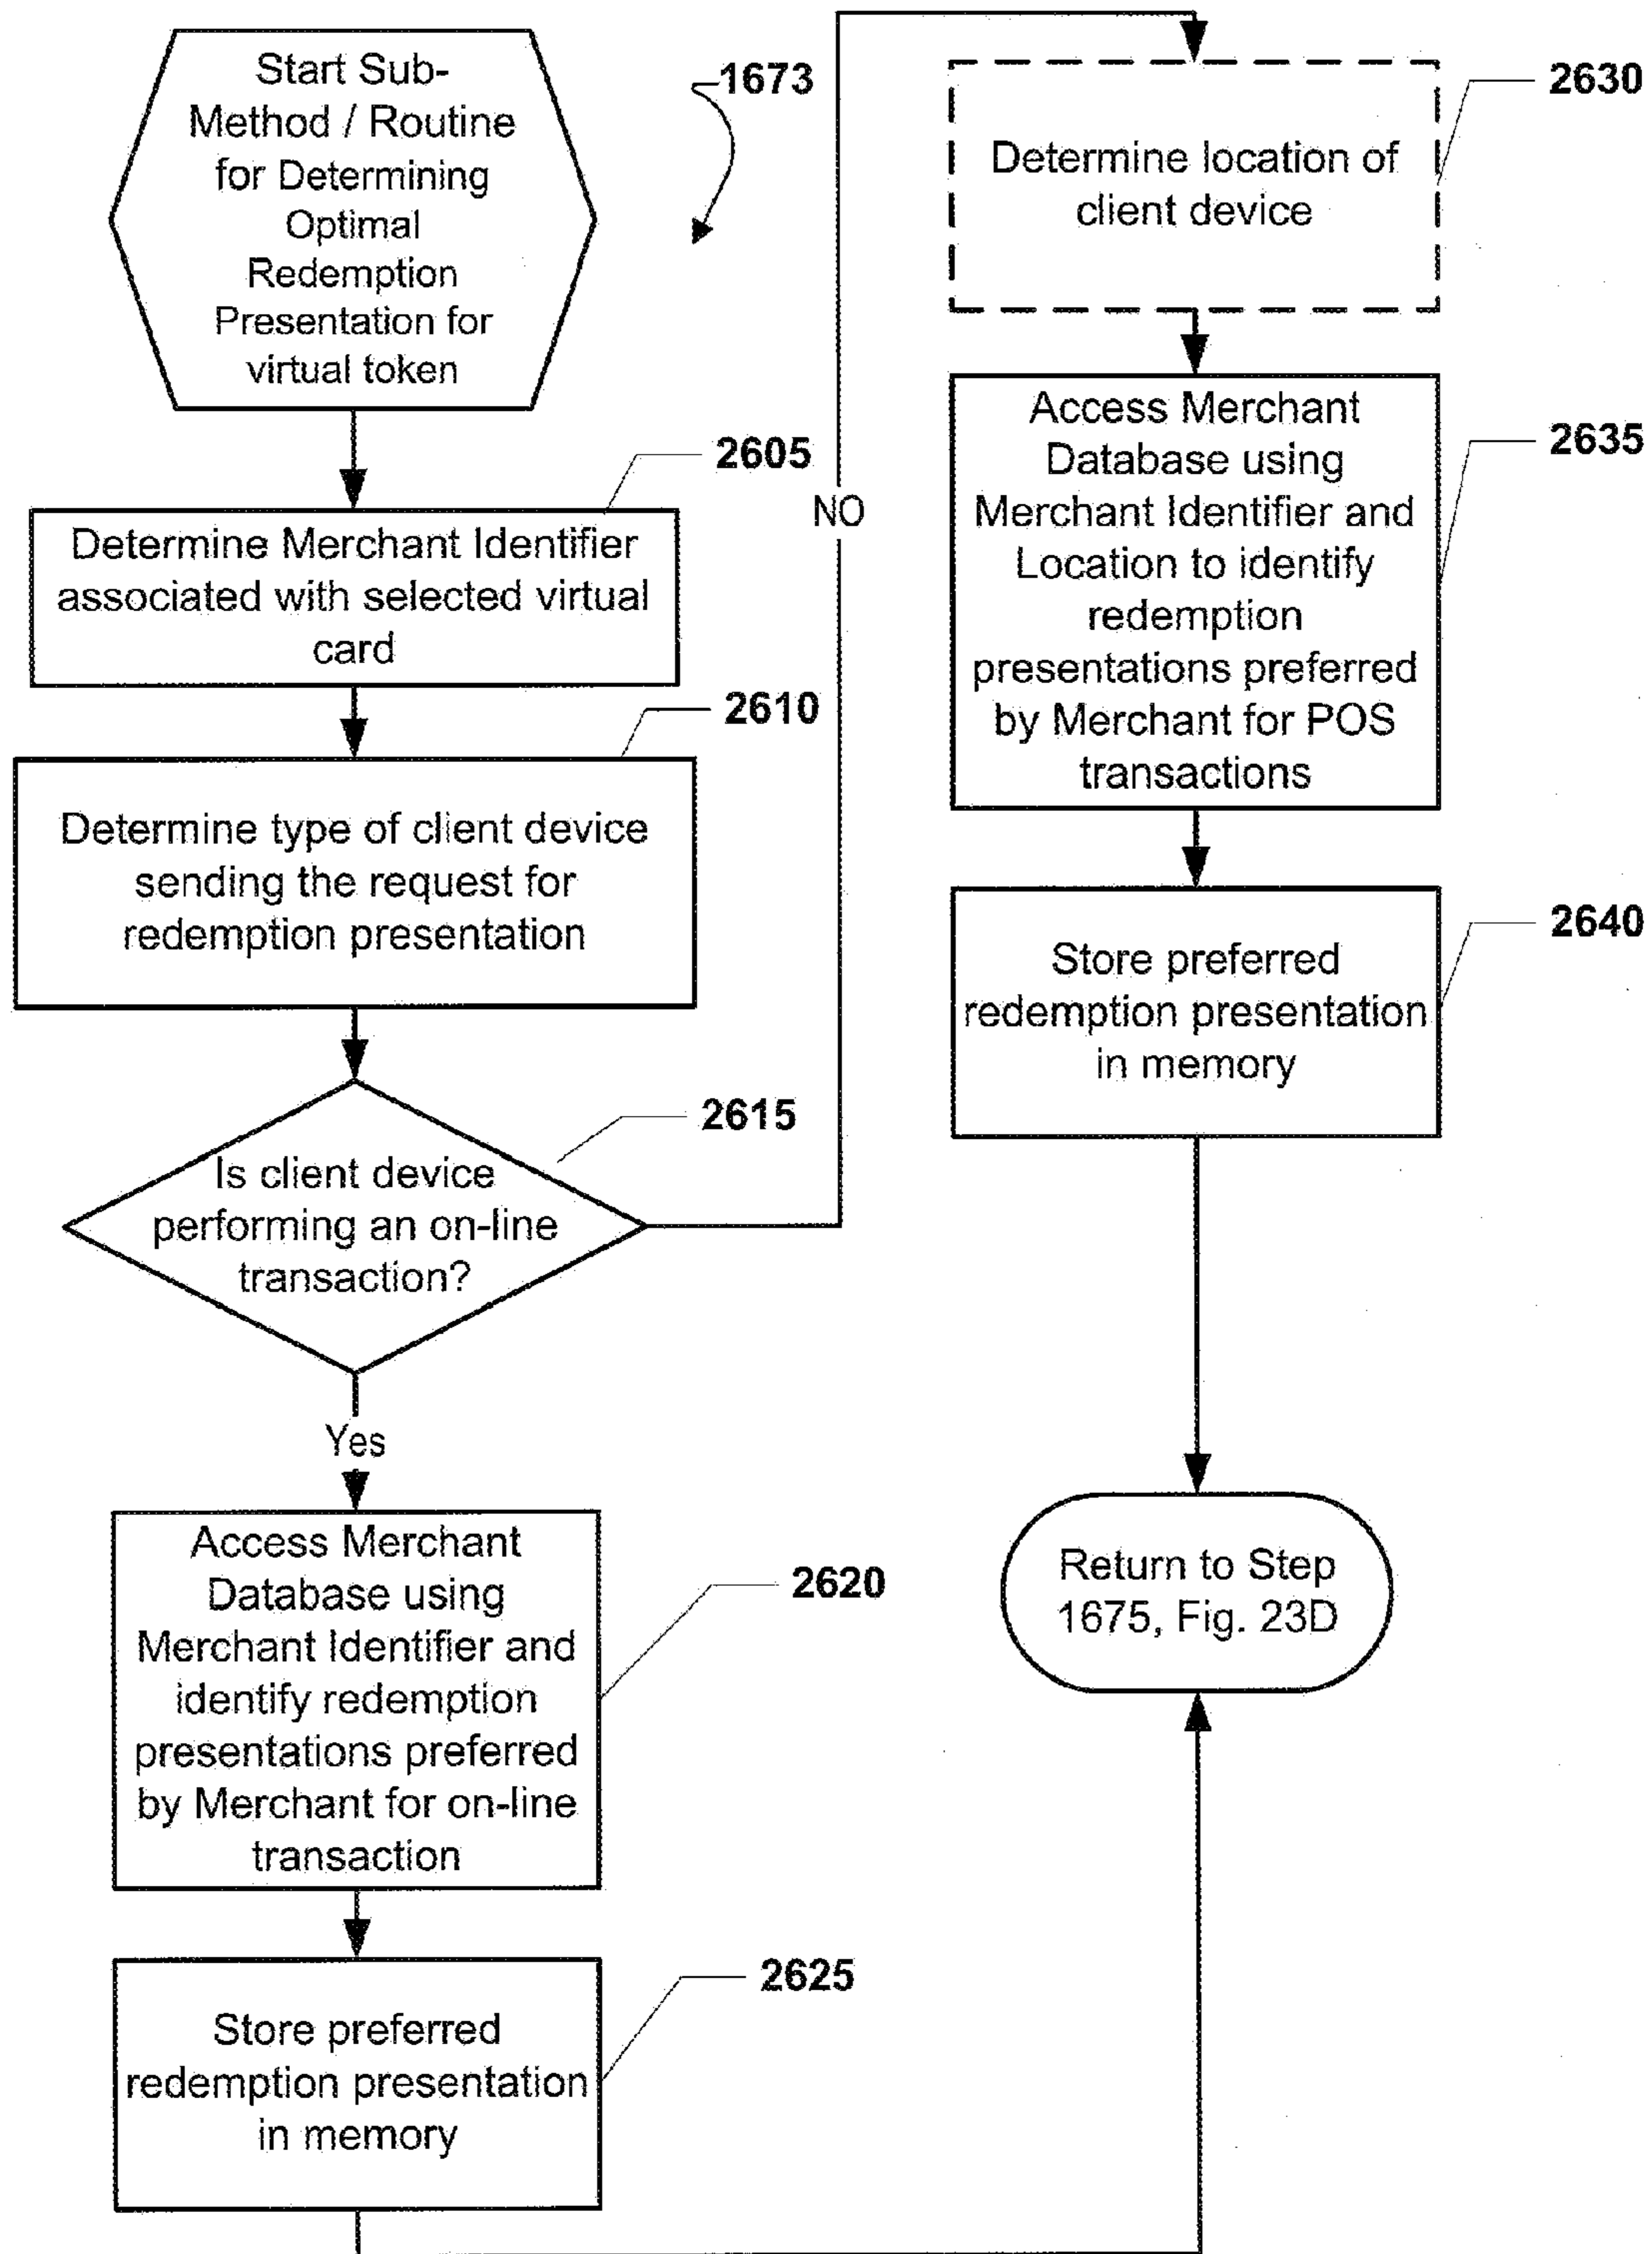 Start Sub-
Method / Routine
for Determining
Optimal
Redemption
Presentation for
virtual token
1673
2605
Determine Merchant Identifier
associated with selected virtual
card
2610
Determine type of client device
sending the request for
redemption presentation
2615
Is client device
performing an on-line
transaction?
NO
Yes
Access Merchant
Database using
Merchant Identifier and
identify redemption
presentations preferred
by Merchant for on-line
transaction
2620
Store preferred
redemption presentation
in memory
2625
Determine location of
client device
2630
Access Merchant
Database using
Merchant Identifier and
Location to identify
redemption
presentations preferred
by Merchant for POS
transactions
2635
Store preferred
redemption presentation
in memory
2640
Return to Step
1675, Fig. 23D